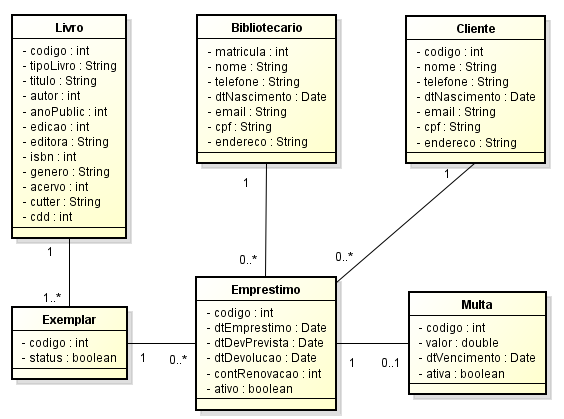 Livro
- codigo : int
- tipoLivro : String
- titulo : String
- autor : int
- anoPublic : int
- edicao : int
- editora : String
- isbn : int
- genero : String
- acervo : int
- cutter : String
- cdd : int
Bibliotecario
- matricula : int
- nome : String
- telefone : String
- dtNascimento : Date
- email : String
- cpf : String
- endereco : String
Cliente
- codigo : int
- nome : String
- telefone : String
- dtNascimento : Date
- email : String
- cpf : String
- endereco : String
1
1
1
0..*
0..*
1..*
Exemplar
- codigo : int
- status : boolean
1
0..*
Emprestimo
- codigo : int
- dtEmprestimo : Date
- dtDevPrevista : Date
- dtDevolucao : Date
- contRenovacao : int
- ativo : boolean
1
0..1
Multa
- codigo : int
- valor : double
- dtVencimento : Date
- ativa : boolean